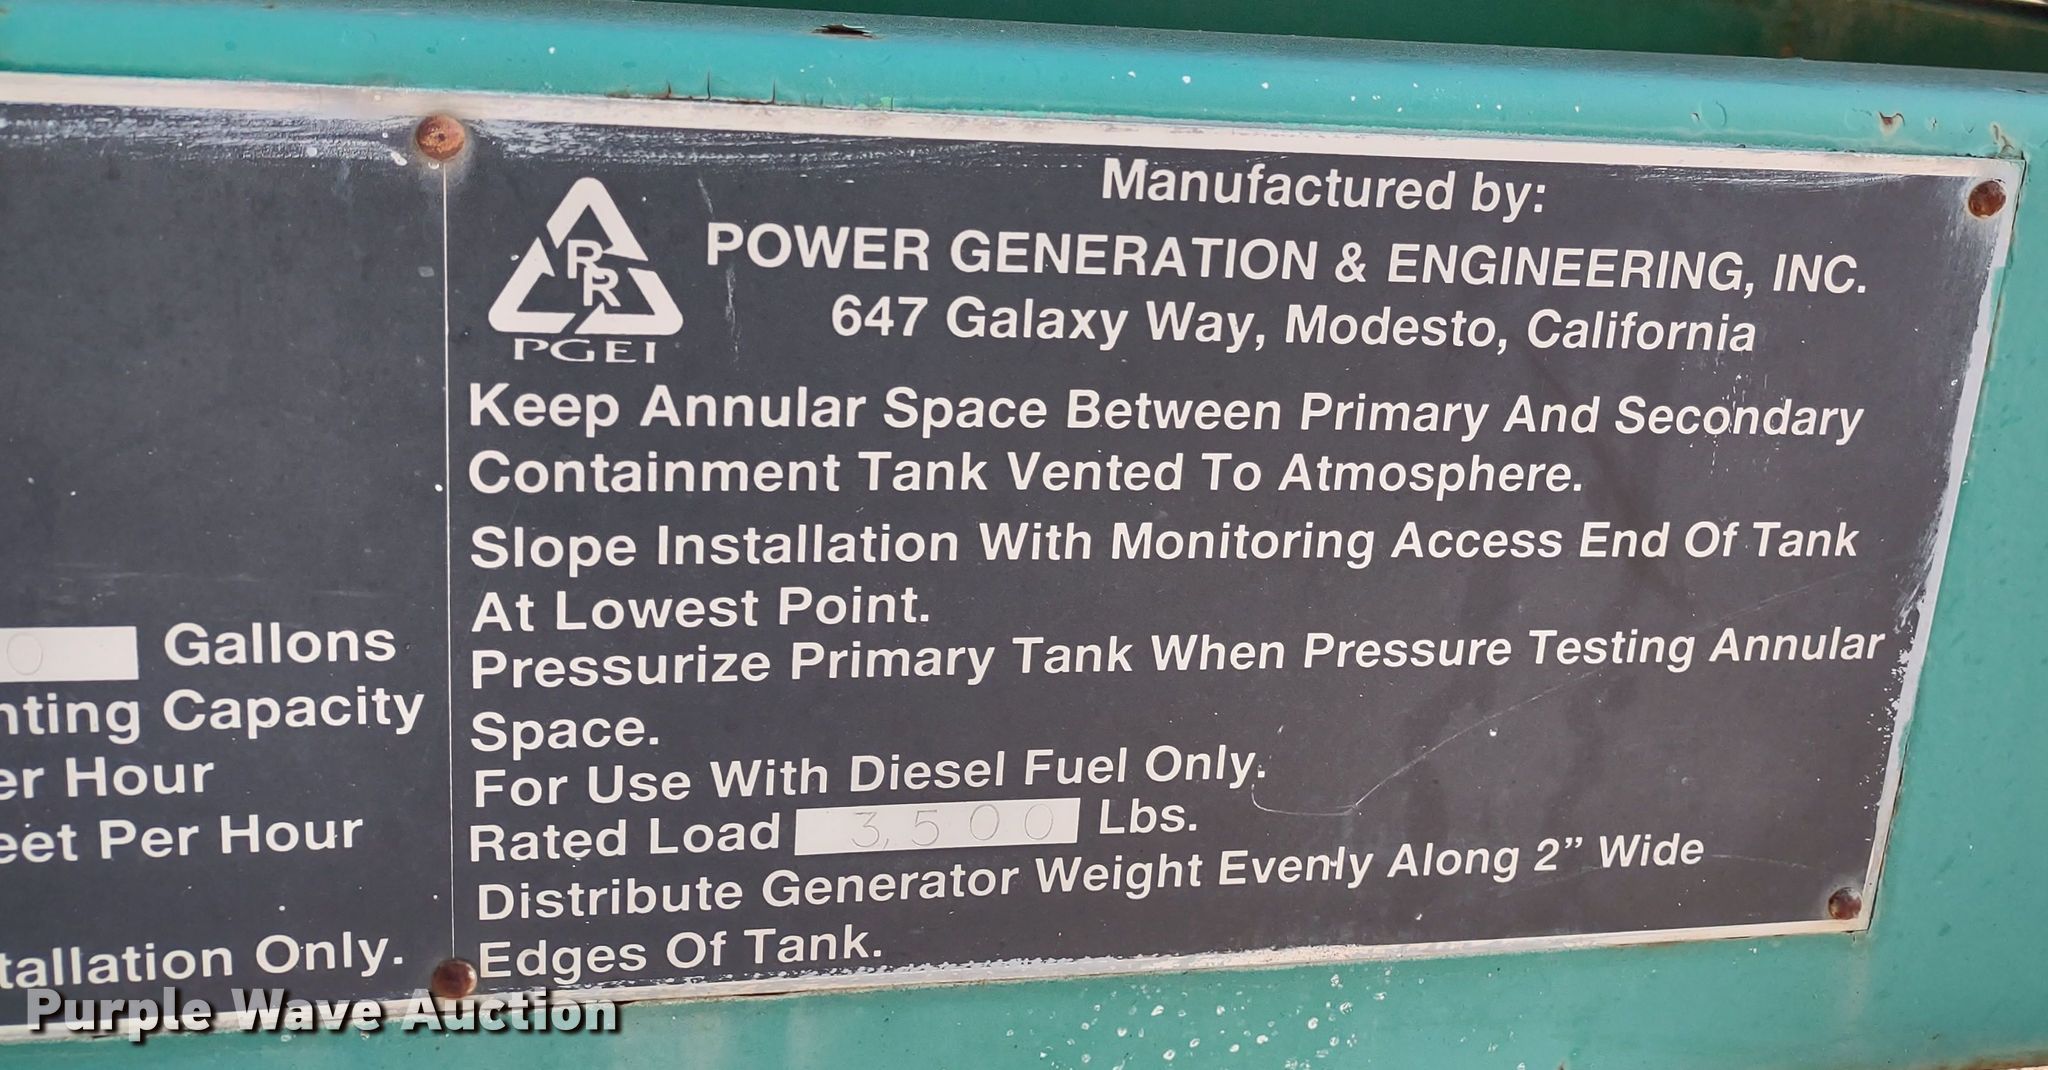 Manufactured by:
POWER GENERATION & ENGINEERING, INC.
647 Galaxy Way, Modesto, California
PR
PGEI
Keep Annular Space Between Primary And Secondary
Containment Tank Vented To Atmosphere.
Slope Installation With Monitoring Access End Of Tank
At Lowest Point.
Pressurize Primary Tank When Pressure Testing Annular
Space.
For Use With Diesel Fuel Only.
Rated Load 3,500 Lbs.
Distribute Generator Weight Evenly Along 2” Wide
Edges Of Tank.
0 Gallons
nting Capacity
er Hour
eet Per Hour
tallation Only.
Purple Wave Auction